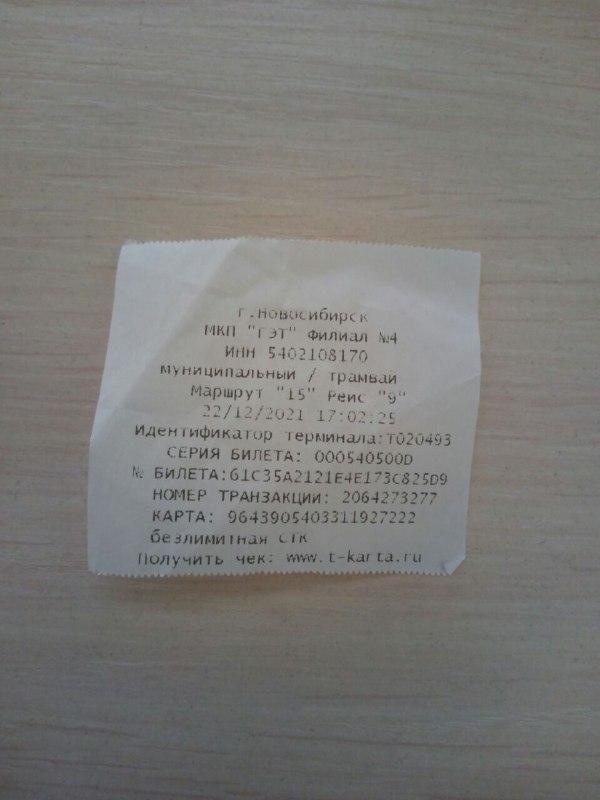 г.Новосибирск
МКП "ГЭТ" Филиал №4
ИНН 5402108170
муниципальный / трамвай
Маршрут "15" Рейс "9"
22/12/2021 17:02:25
Идентификатор терминала:T020493
СЕРИЯ БИЛЕТА: 000540500D
№ БИЛЕТА:61C35A2121E4E173C825D9
НОМЕР ТРАНЗАКЦИИ: 2064273277
КАРТА: 9643905403311927222
безлимитная СТК
Получить чек: www.t-karta.ru